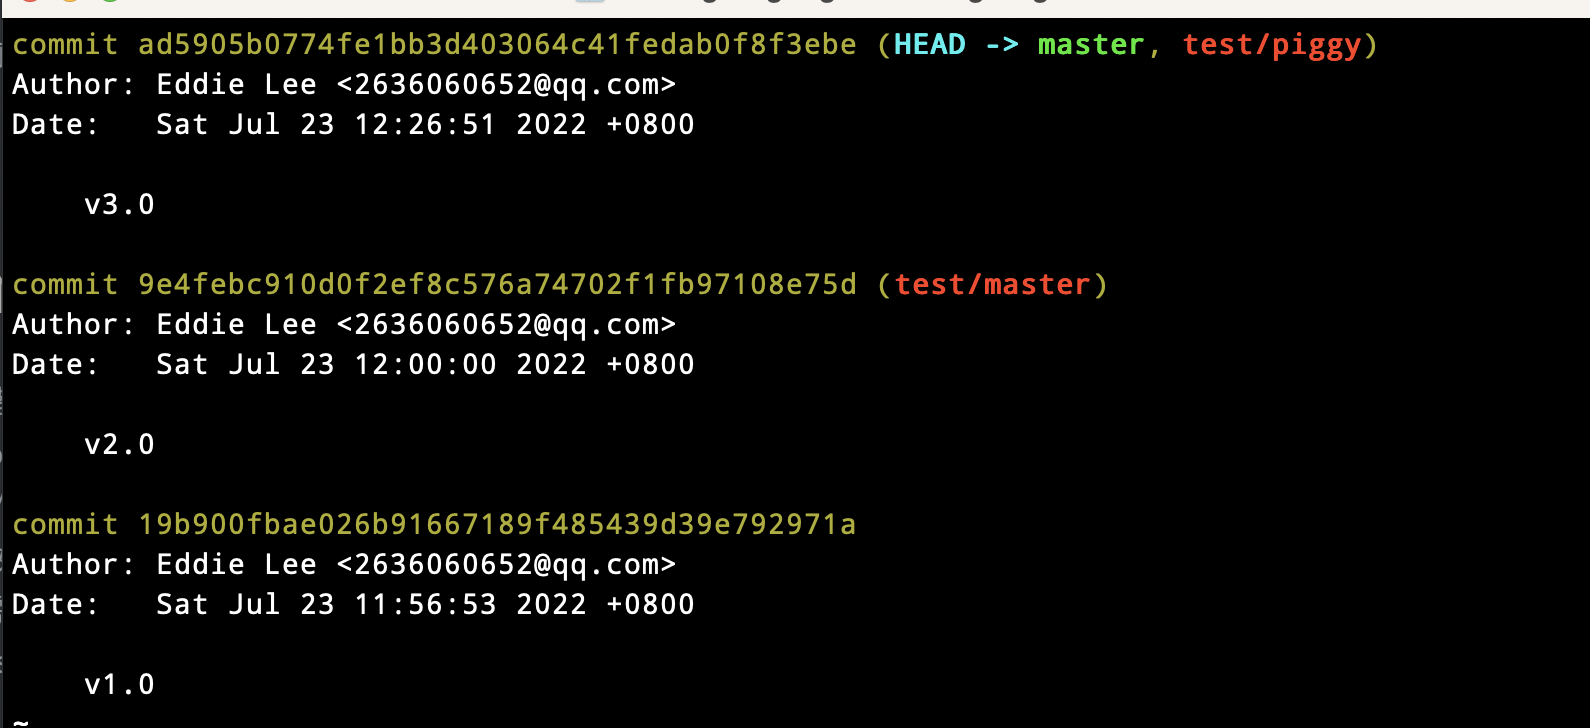 commit ad5905b0774fe1bb3d403064c41fedab0f8f3ebe (HEAD -> master, test/piggy)
Author: Eddie Lee <2636060652@qq.com>
Date:   Sat Jul 23 12:26:51 2022 +0800
v3.0
commit 9e4febc910d0f2ef8c576a74702f1fb97108e75d (test/master)
Author: Eddie Lee <2636060652@qq.com>
Date:   Sat Jul 23 12:00:00 2022 +0800
v2.0
commit 19b900fbae026b91667189f485439d39e792971a
Author: Eddie Lee <2636060652@qq.com>
Date:   Sat Jul 23 11:56:53 2022 +0800
v1.0
~